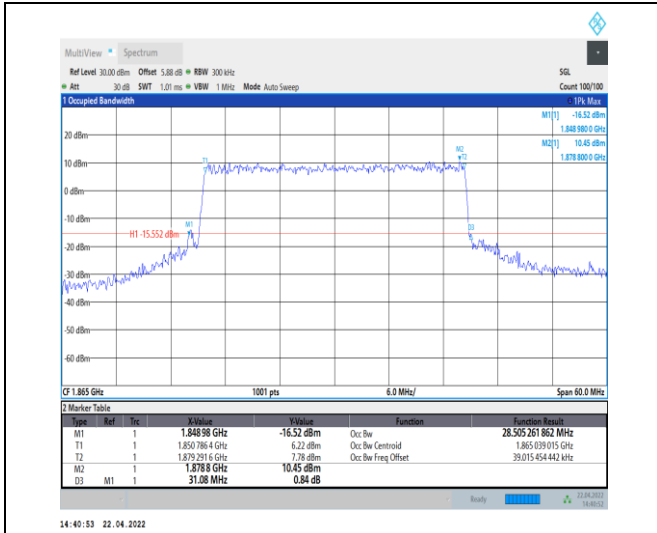 MultiView Spectrum
Ref Level 30.00 dBm Offset 5.88 dB RBW 300 kHz SGL
Att 30 dB SWT 1.01 ms VBW 1 MHz Mode Auto Sweep Count 100/100
1 Occupied Bandwidth 1Pk Max
M1[1] -16.52 dBm
1.848 980 0 GHz
M2[1] 10.45 dBm
1.878 800 0 GHz
20 dBm
10 dBm
0 dBm
-10 dBm
-20 dBm
-30 dBm
-40 dBm
-50 dBm
-60 dBm
T1
M2
T2
M1
D3
H1 -15.552 dBm
CF 1.865 GHz 1001 pts 6.0 MHz/ Span 60.0 MHz
2 Marker Table
Type Ref Trc X-Value Y-Value Function Function Result
M1 1 1.848 98 GHz -16.52 dBm Occ Bw 28.505 261 862 MHz
T1 1 1.850 786 4 GHz 6.22 dBm Occ Bw Centroid 1.865 039 015 GHz
T2 1 1.879 291 6 GHz 7.78 dBm Occ Bw Freq Offset 39.015 454 442 kHz
M2 1 1.878 8 GHz 10.45 dBm
D3 M1 1 31.08 MHz 0.84 dB
Ready 22.04.2022
14:40:52
14:40:53 22.04.2022